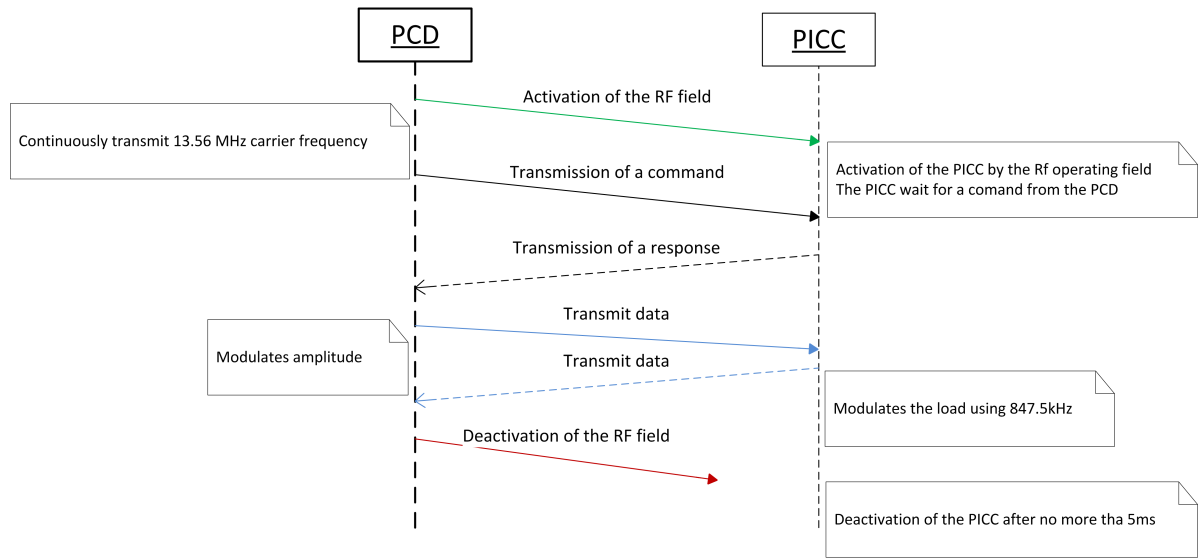 PCD
PICC
Activation of the RF field
Continuously transmit 13.56 MHz carrier frequency
Activation of the PICC by the Rf operating field
The PICC wait for a comand from the PCD
Transmission of a command
Transmission of a response
Transmit data
Modulates amplitude
Transmit data
Modulates the load using 847.5kHz
Deactivation of the RF field
Deactivation of the PICC after no more tha 5ms